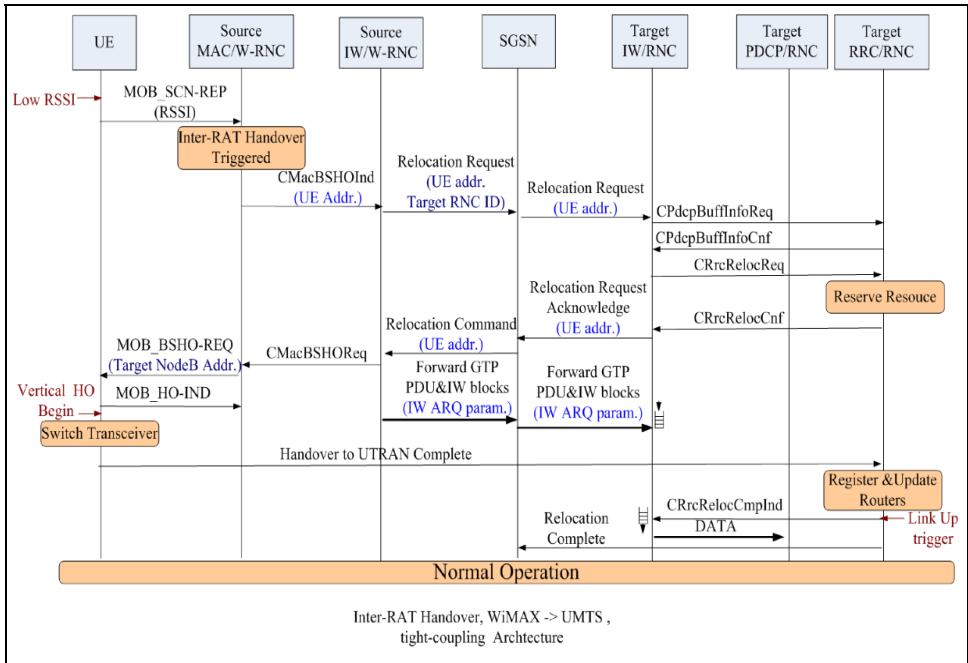 UE
Source
MAC/W-RNC
Source
IW/W-RNC
SGSN
Target
IW/RNC
Target
PDCP/RNC
Target
RRC/RNC
Low RSSI
MOB_SCN-REP
(RSSI)
Inter-RAT Handover
Triggered
CMacBSHOInd
(UE Addr.)
Relocation Request
(UE addr.
Target RNC ID)
Relocation Request
(UE addr.)
CPdcpBuffInfoReq
CPdcpBuffInfoCnf
CRrcRelocReq
Reserve Resouce
Relocation Request
Acknowledge
(UE addr.)
CRrcRelocCnf
Relocation Command
(UE addr.)
CMacBSHOReq
MOB_BSHO-REQ
(Target NodeB Addr.)
Forward GTP
PDU&IW blocks
(IW ARQ param.)
Forward GTP
PDU&IW blocks
(IW ARQ param.)
Vertical HO
Begin
MOB_HO-IND
Switch Transceiver
Handover to UTRAN Complete
Register &Update
Routers
CRrcRelocCmpInd
Link Up
trigger
DATA
Relocation
Complete
Normal Operation
Inter-RAT Handover, WiMAX -> UMTS ,
tight-coupling Archtecture